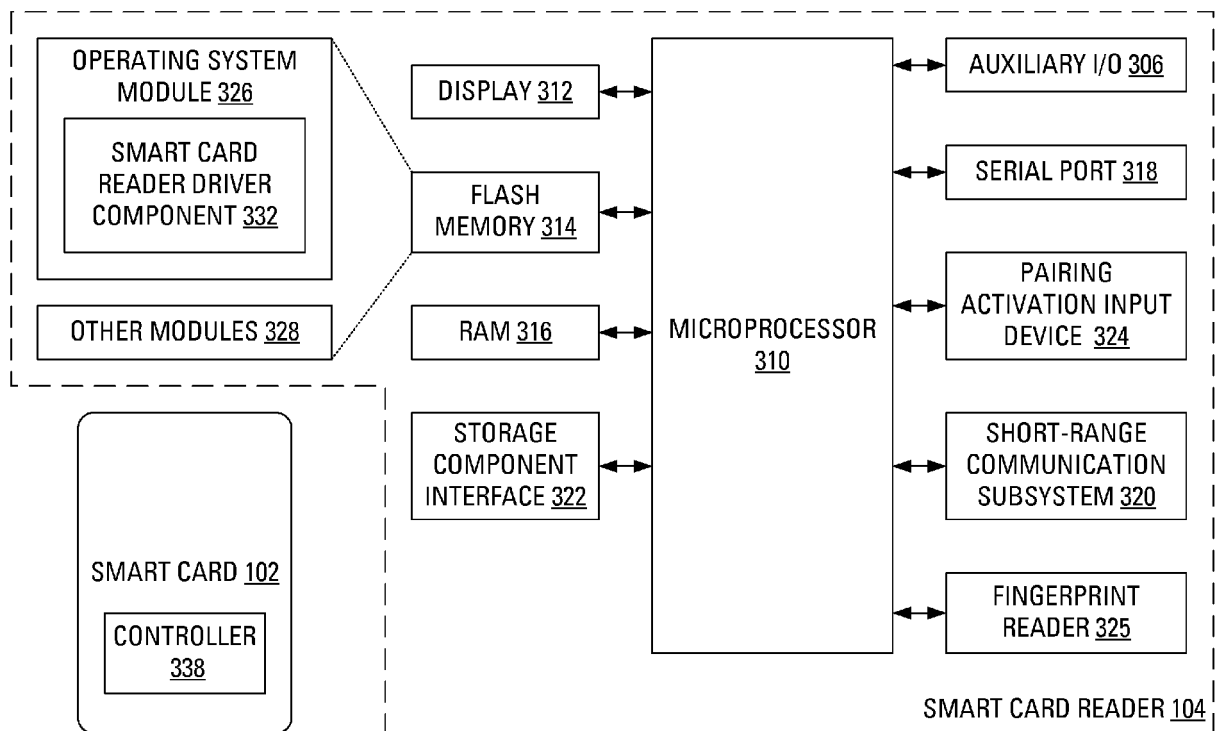 OPERATING SYSTEM
MODULE 326
SMART CARD
READER DRIVER
COMPONENT 332
OTHER MODULES 328
DISPLAY 312
FLASH
MEMORY 314
RAM 316
STORAGE
COMPONENT
INTERFACE 322
MICROPROCESSOR
310
AUXILIARY I/O 306
SERIAL PORT 318
PAIRING
ACTIVATION INPUT
DEVICE 324
SHORT-RANGE
COMMUNICATION
SUBSYSTEM 320
FINGERPRINT
READER 325
SMART CARD 102
CONTROLLER
338
SMART CARD READER 104